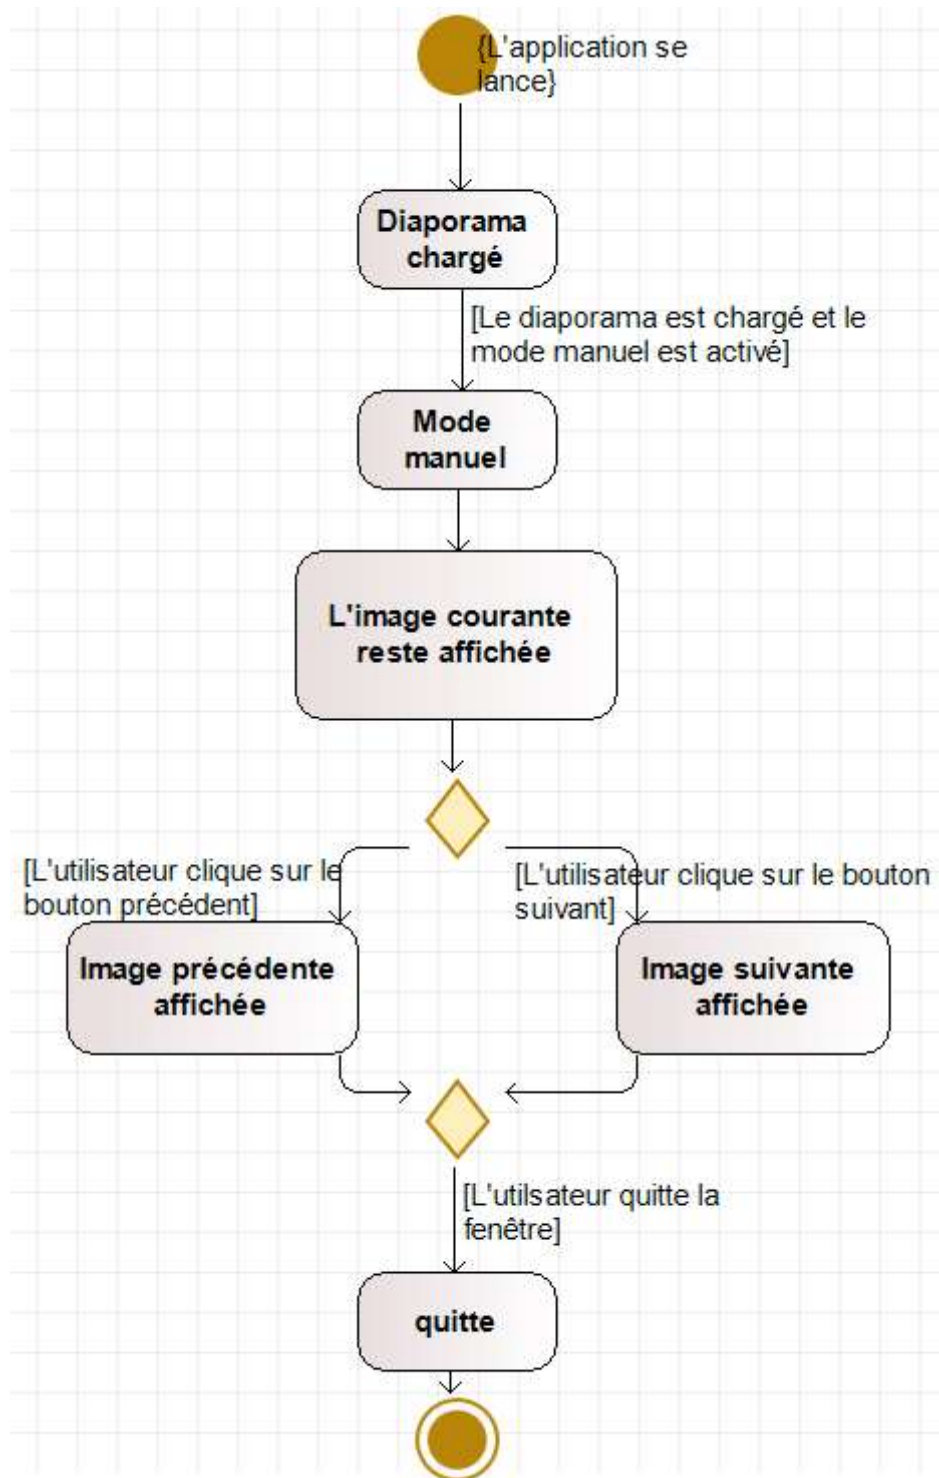 {L'application se
lance}
Diaporama
chargé
[Le diaporama est chargé et le
mode manuel est activé]
Mode
manuel
L'image courante
reste affichée
[L'utilisateur clique sur le
bouton précédent]
[L'utilisateur clique sur le bouton
suivant]
Image précédente
affichée
Image suivante
affichée
[L'utilsateur quitte la
fenêtre]
quitte